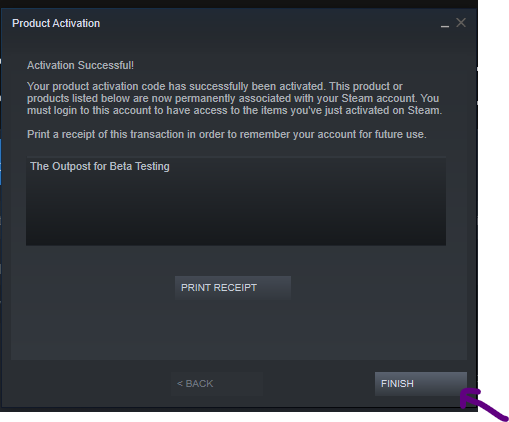 Product Activation
Activation Successful!
Your product activation code has successfully been activated. This product or
products listed below are now permanently associated with your Steam account. You
must login to this account to have access to the items you've just activated on Steam.
Print a receipt of this transaction in order to remember your account for future use.
The Outpost for Beta Testing
PRINT RECEIPT
< BACK
FINISH